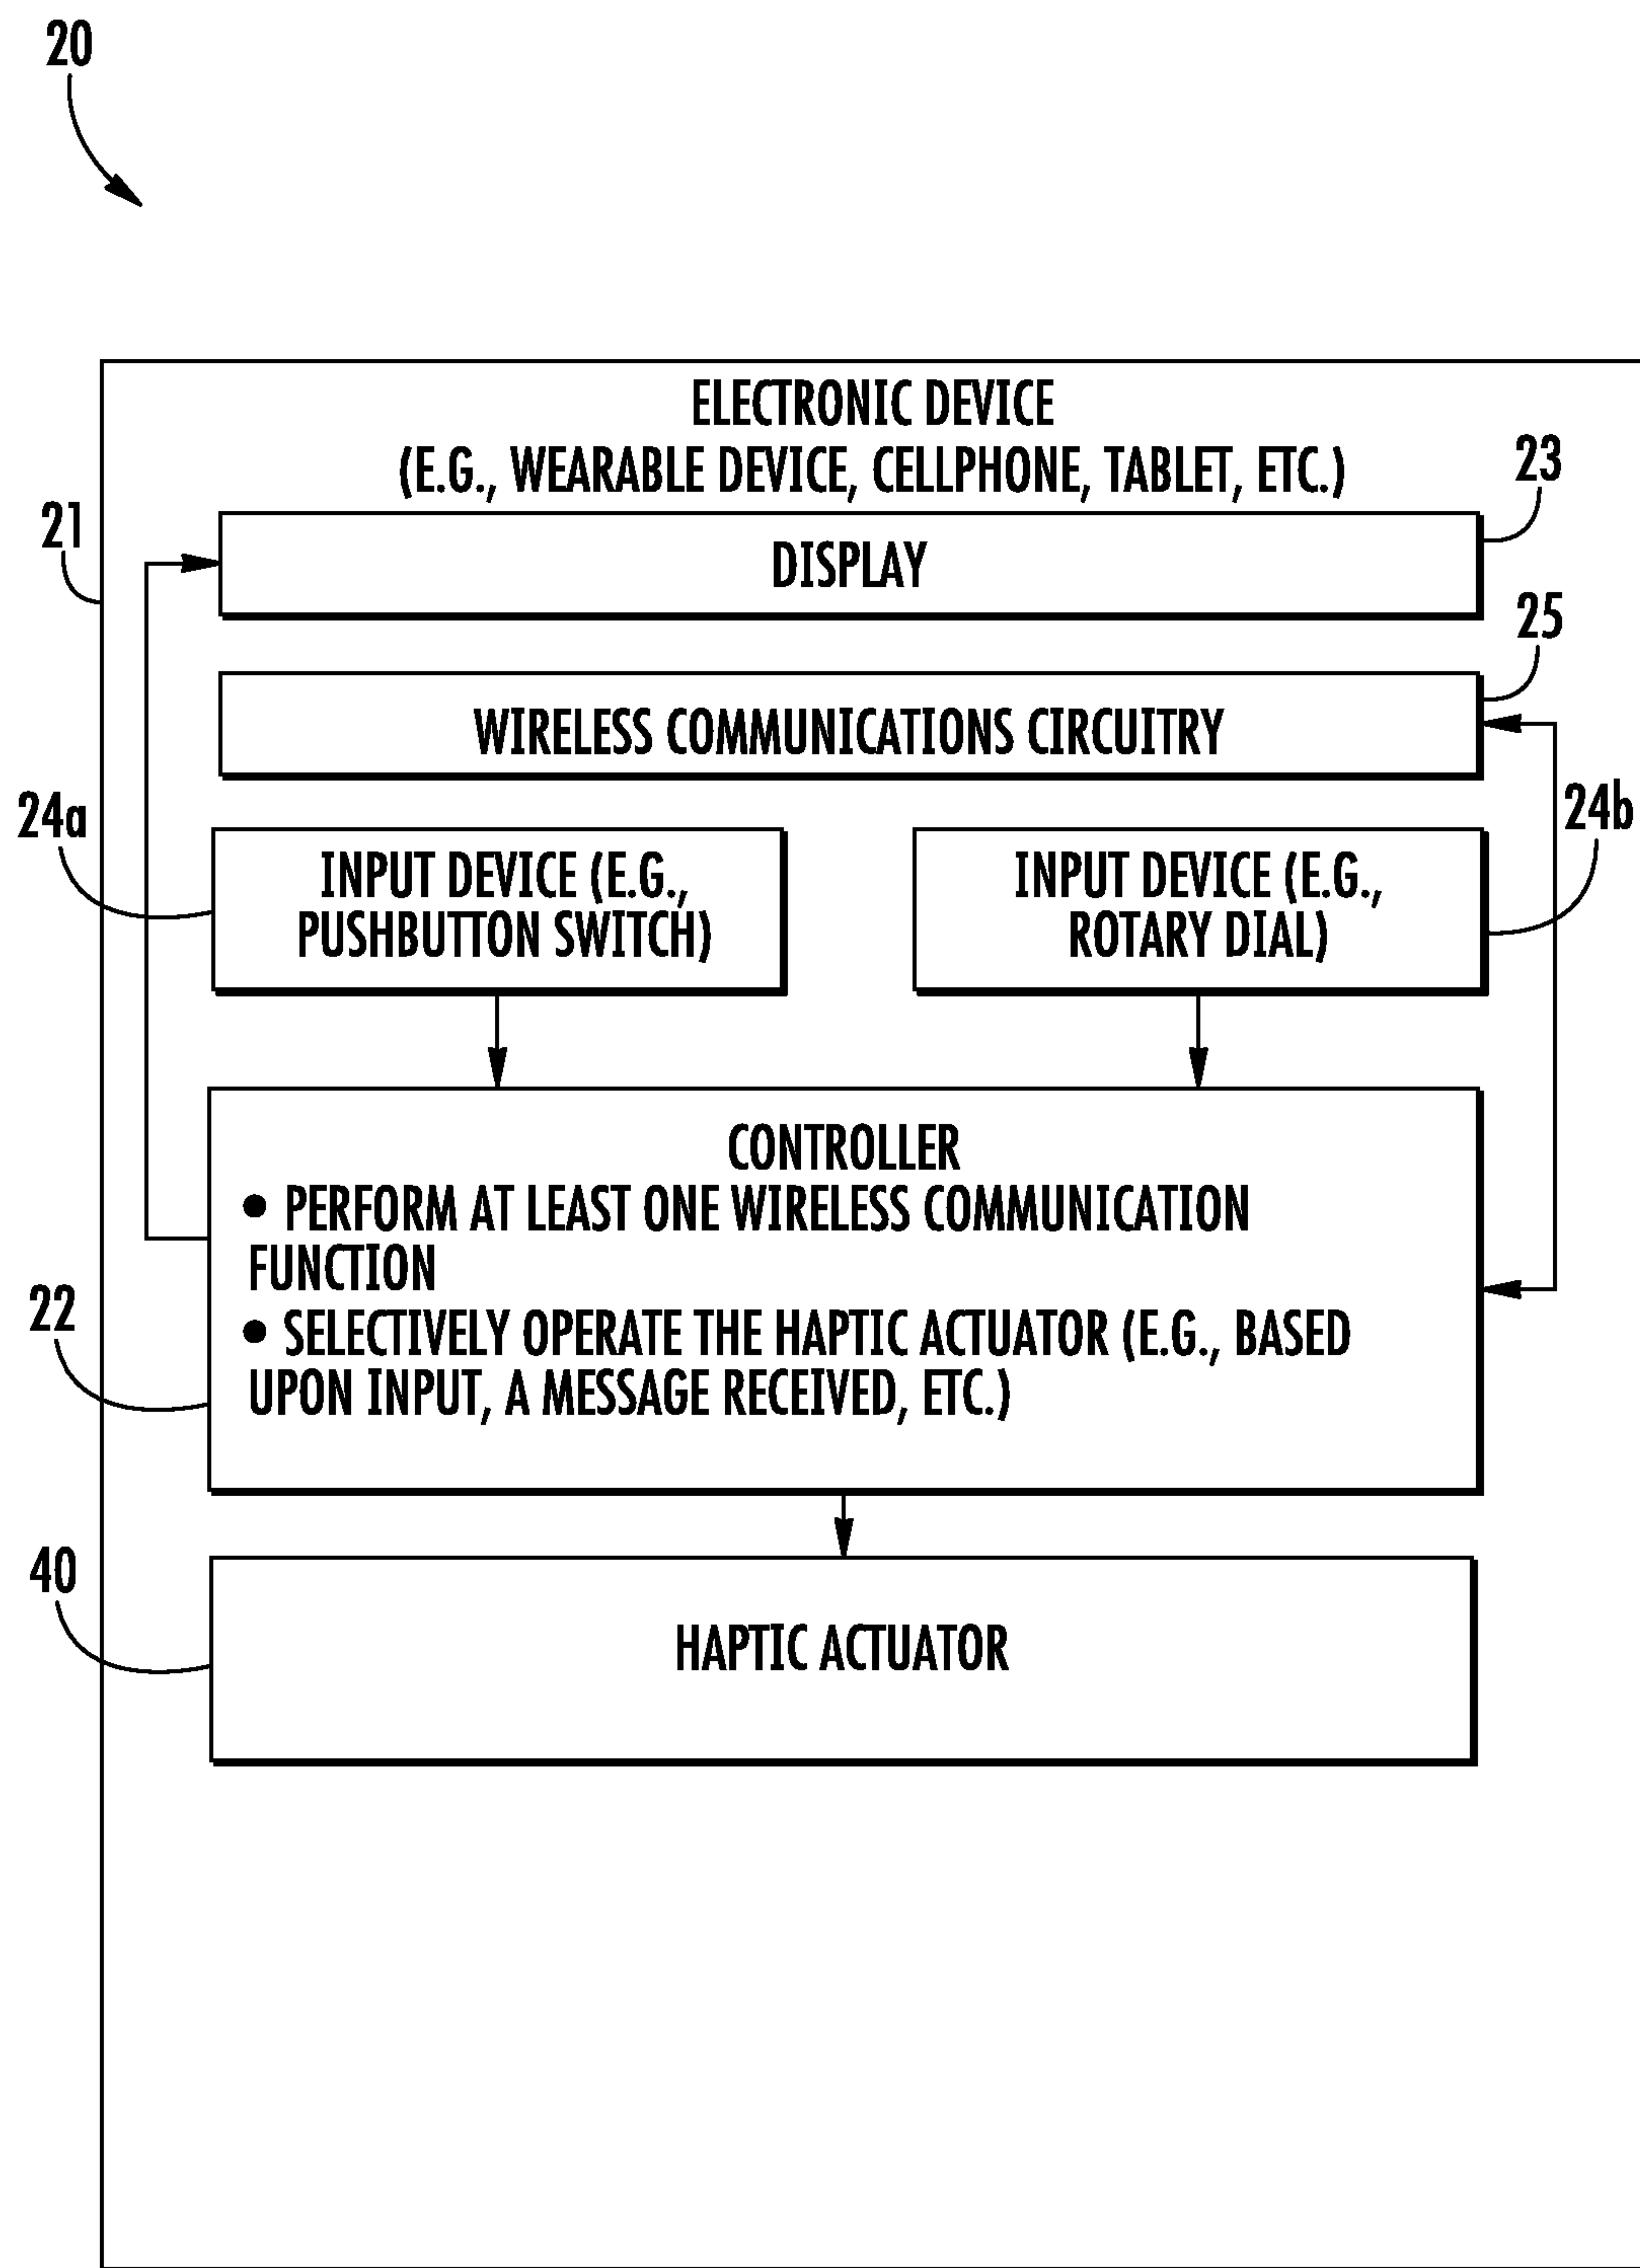 20
ELECTRONIC DEVICE
(E.G., WEARABLE DEVICE, CELLPHONE, TABLET, ETC.)
23
21
DISPLAY
25
WIRELESS COMMUNICATIONS CIRCUITRY
24a
24b
INPUT DEVICE (E.G.,
PUSHBUTTON SWITCH)
INPUT DEVICE (E.G.,
ROTARY DIAL)
CONTROLLER
● PERFORM AT LEAST ONE WIRELESS COMMUNICATION
FUNCTION
22
● SELECTIVELY OPERATE THE HAPTIC ACTUATOR (E.G., BASED
UPON INPUT, A MESSAGE RECEIVED, ETC.)
40
HAPTIC ACTUATOR